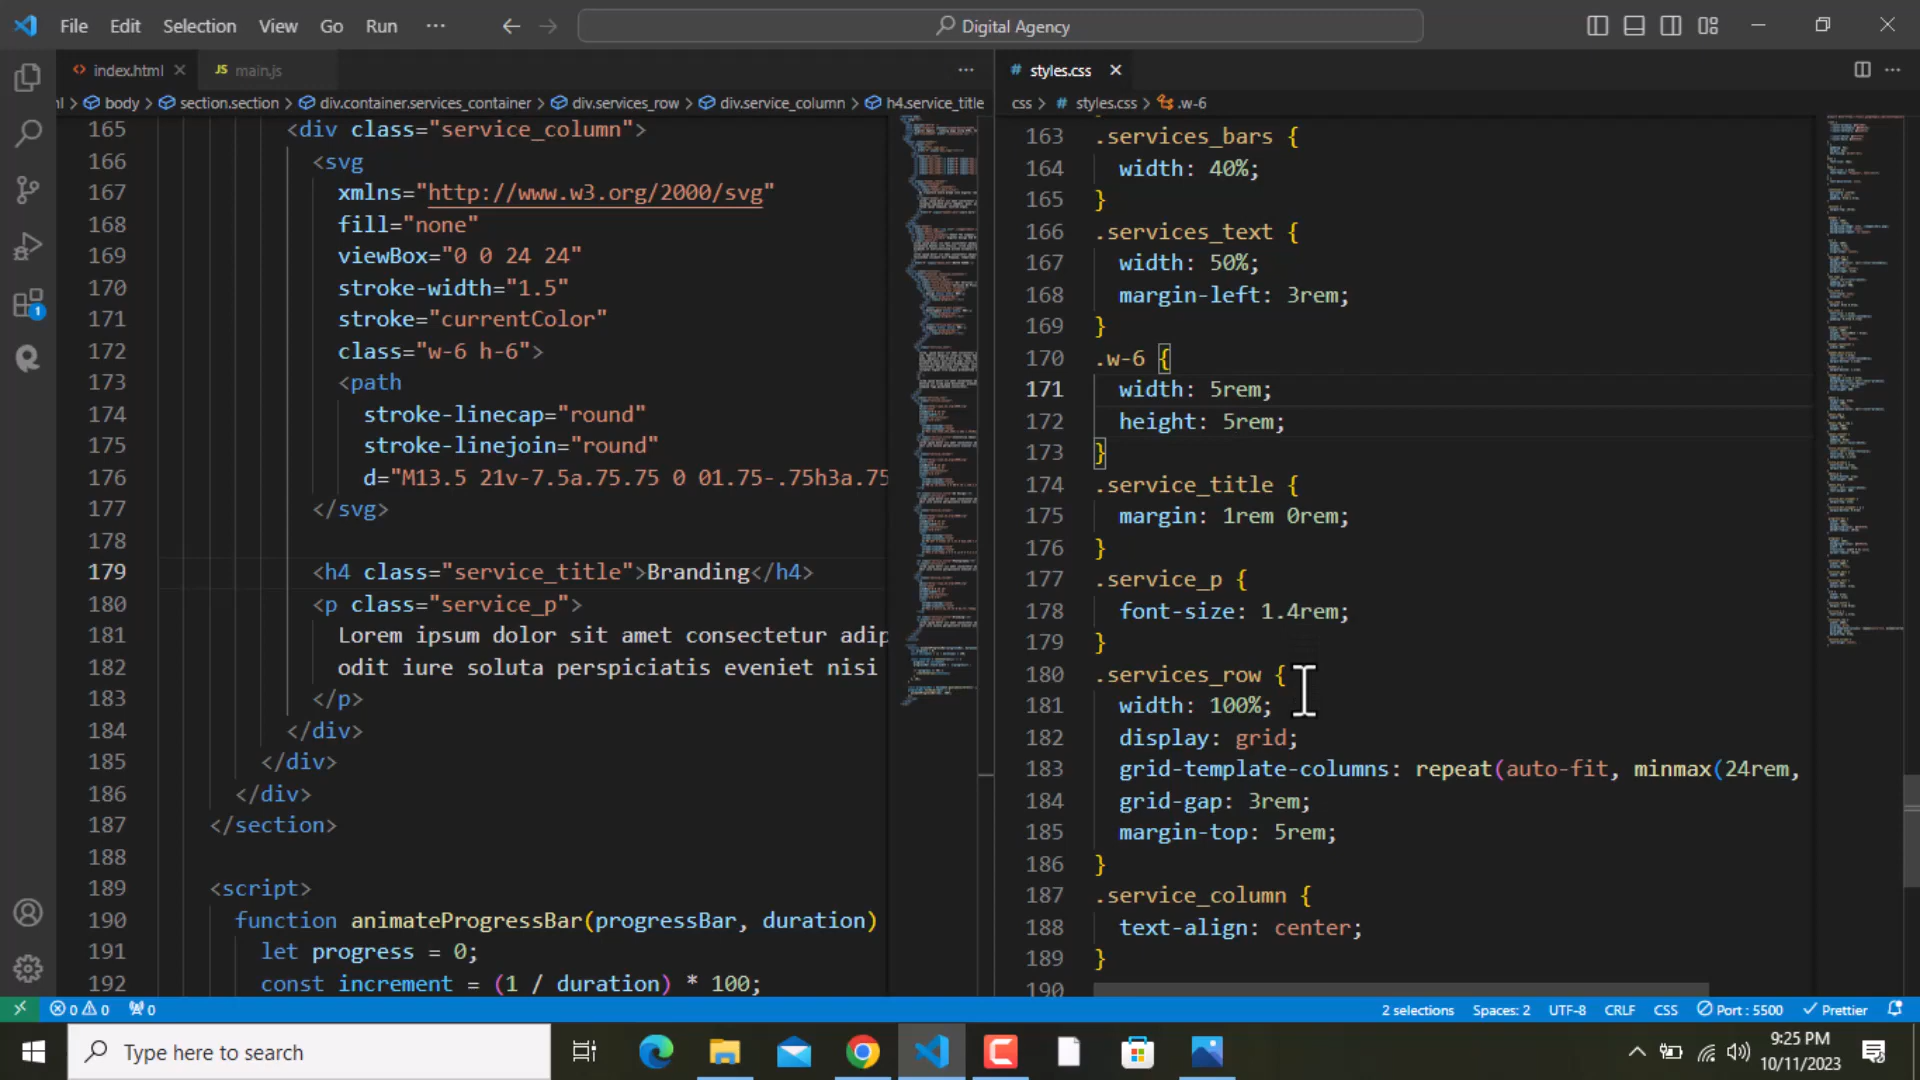 File Edit Selection View Go Run ··· Digital Agency
index.html JS main.js ···
body > section.section > div.container.services_container > div.services_row > div.service_column > h4.service_title
165 <div class="service_column">
166 <svg
167 xmlns="http://www.w3.org/2000/svg"
168 fill="none"
169 viewBox="0 0 24 24"
170 stroke-width="1.5"
171 stroke="currentColor"
172 class="w-6 h-6">
173 <path
174 stroke-linecap="round"
175 stroke-linejoin="round"
176 d="M13.5 21v-7.5a.75.75 0 01.75-.75h3a.75
177 </svg>
178
179 <h4 class="service_title">Branding</h4>
180 <p class="service_p">
181 Lorem ipsum dolor sit amet consectetur adip
182 odit iure soluta perspiciatis eveniet nisi
183 </p>
184 </div>
185 </div>
186 </div>
187 </section>
188
189 <script>
190 function animateProgressBar(progressBar, duration)
191 let progress = 0;
192 const increment = (1 / duration) * 100;
# styles.css ···
css > # styles.css > .w-6
163 .services_bars {
164 width: 40%;
165 }
166 .services_text {
167 width: 50%;
168 margin-left: 3rem;
169 }
170 .w-6 {
171 width: 5rem;
172 height: 5rem;
173 }
174 .service_title {
175 margin: 1rem 0rem;
176 }
177 .service_p {
178 font-size: 1.4rem;
179 }
180 .services_row {
181 width: 100%;
182 display: grid;
183 grid-template-columns: repeat(auto-fit, minmax(24rem,
184 grid-gap: 3rem;
185 margin-top: 5rem;
186 }
187 .service_column {
188 text-align: center;
189 }
190
1
0 0 0 2 selections Spaces: 2 UTF-8 CRLF CSS Port : 5500 Prettier
Type here to search 9:25 PM
10/11/2023